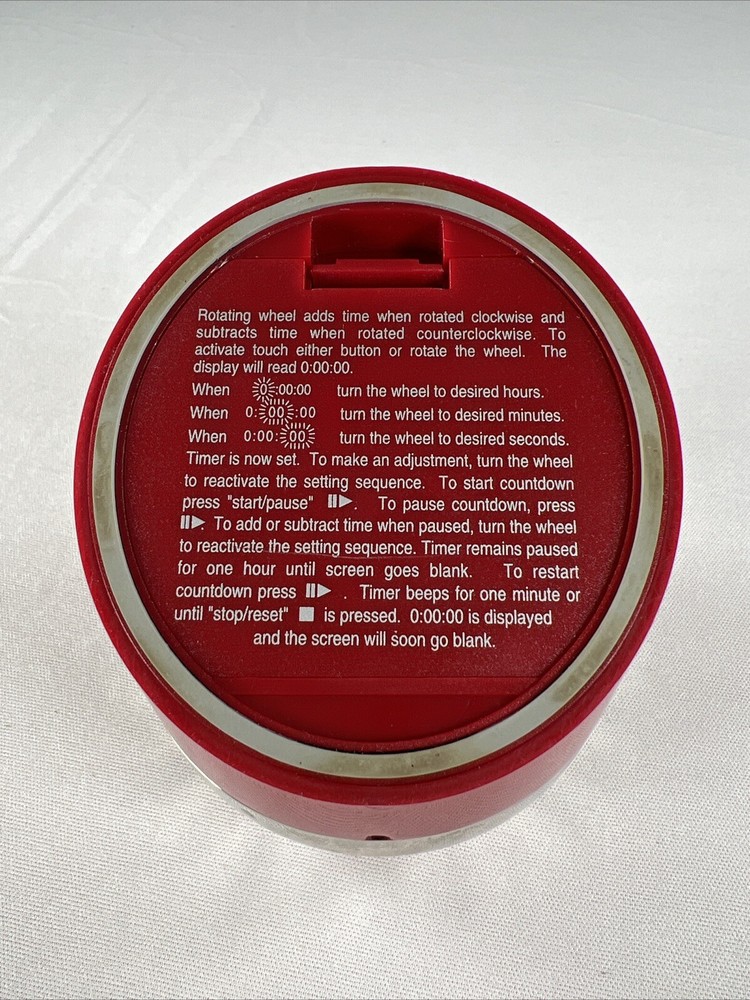 Rotating wheel adds time when rotated clockwise and
subtracts time when rotated counterclockwise. To
activate touch either button or rotate the wheel. The
display will read 0:00:00.
When 0:00:00 turn the wheel to desired hours.
When 0:00:00 turn the wheel to desired minutes.
When 0:00:00 turn the wheel to desired seconds.
Timer is now set. To make an adjustment, turn the wheel
to reactivate the setting sequence. To start countdown
press "start/pause" . To pause countdown, press
. To add or subtract time when paused, turn the wheel
to reactivate the setting sequence. Timer remains paused
for one hour until screen goes blank. To restart
countdown press . Timer beeps for one minute or
until "stop/reset" is pressed. 0:00:00 is displayed
and the screen will soon go blank.